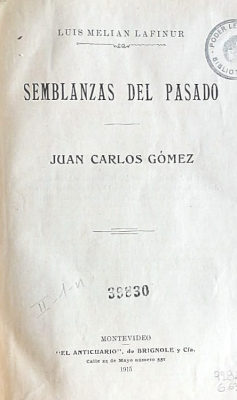 LUIS MELIAN LAFINUR
SEMBLANZAS DEL PASADO
JUAN CARLOS GÓMEZ
39830
MONTEVIDEO
"EL ANTICUARIO", de BRIGNOLE y Cía.
Calle 25 de Mayo número 551
1915